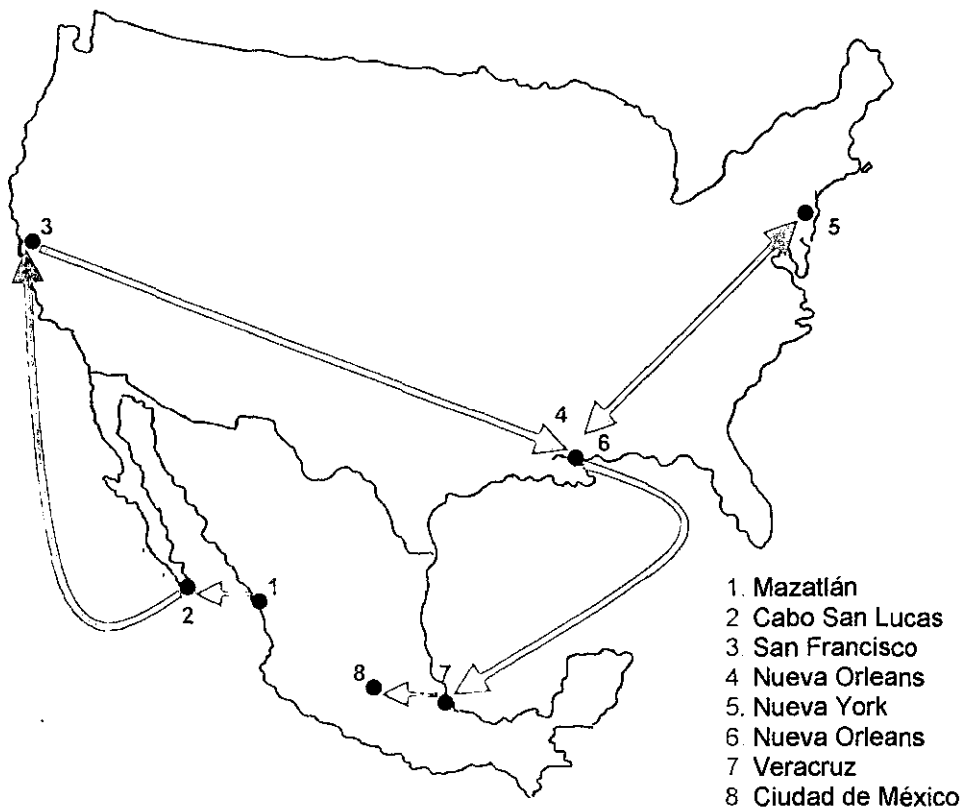 3
5
4
6
1
2
8
7
1. Mazatlán
2. Cabo San Lucas
3. San Francisco
4 Nueva Orleans
5. Nueva York
6. Nueva Orleans
7 Veracruz
8 Ciudad de México